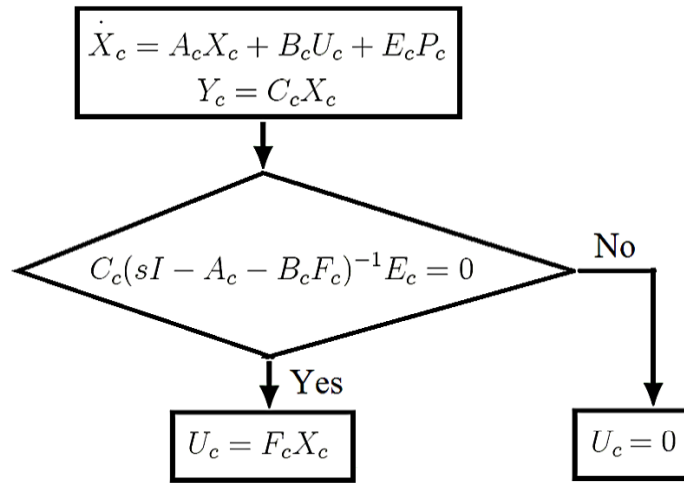 Ẋ_c = A_cX_c + B_cU_c + E_cP_c
Y_c = C_cX_c
C_c(sI − A_c − B_cF_c)^{−1}E_c = 0
No
Yes
U_c = F_cX_c
U_c = 0